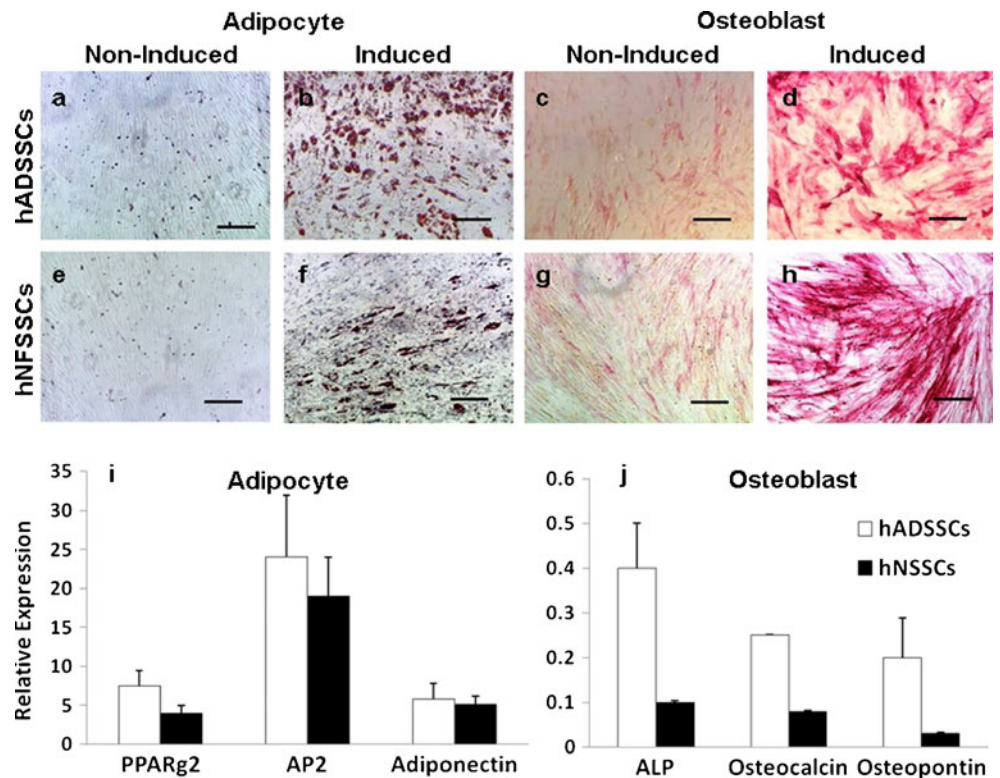 Adipocyte Osteoblast
Non-Induced Induced Non-Induced Induced
hADSSCs
a b c d
hNFSSCs
e f g h
i Adipocyte
Relative Expression
35
30
25
20
15
10
5
0
PPARg2 AP2 Adiponectin
j Osteoblast
0.6
0.5
0.4
0.3
0.2
0.1
0
hADSSCs
hNSSCs
ALP Osteocalcin Osteopontin